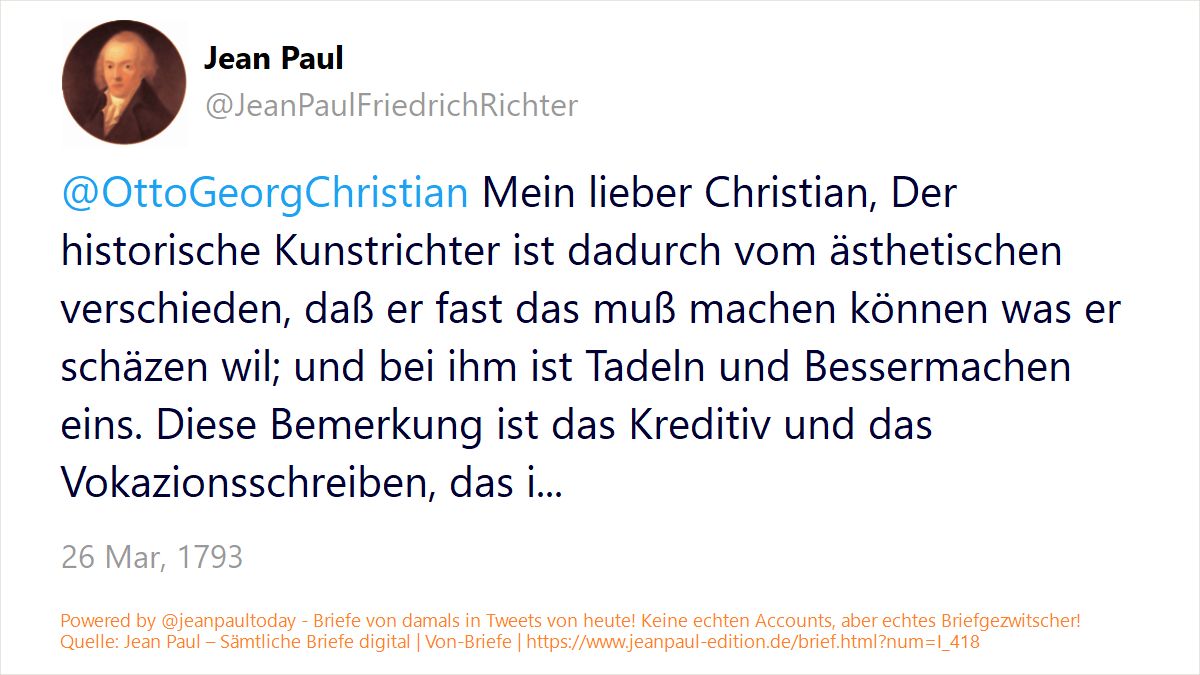 Jean Paul
@JeanPaulFriedrichRichter
@OttoGeorgChristian Mein lieber Christian, Der
historische Kunstrichter ist dadurch vom ästhetischen
verschieden, daß er fast das muß machen können was er
schäzen wil; und bei ihm ist Tadeln und Bessermachen
eins. Diese Bemerkung ist das Kreditiv und das
Vokazionsschreiben, das i...
26 Mar, 1793
Powered by @jeanpaultoday - Briefe von damals in Tweets von heute! Keine echten Accounts, aber echtes Briefgezwitscher!
Quelle: Jean Paul – Sämtliche Briefe digital | Von-Briefe | https://www.jeanpaul-edition.de/brief.html?num=I_418